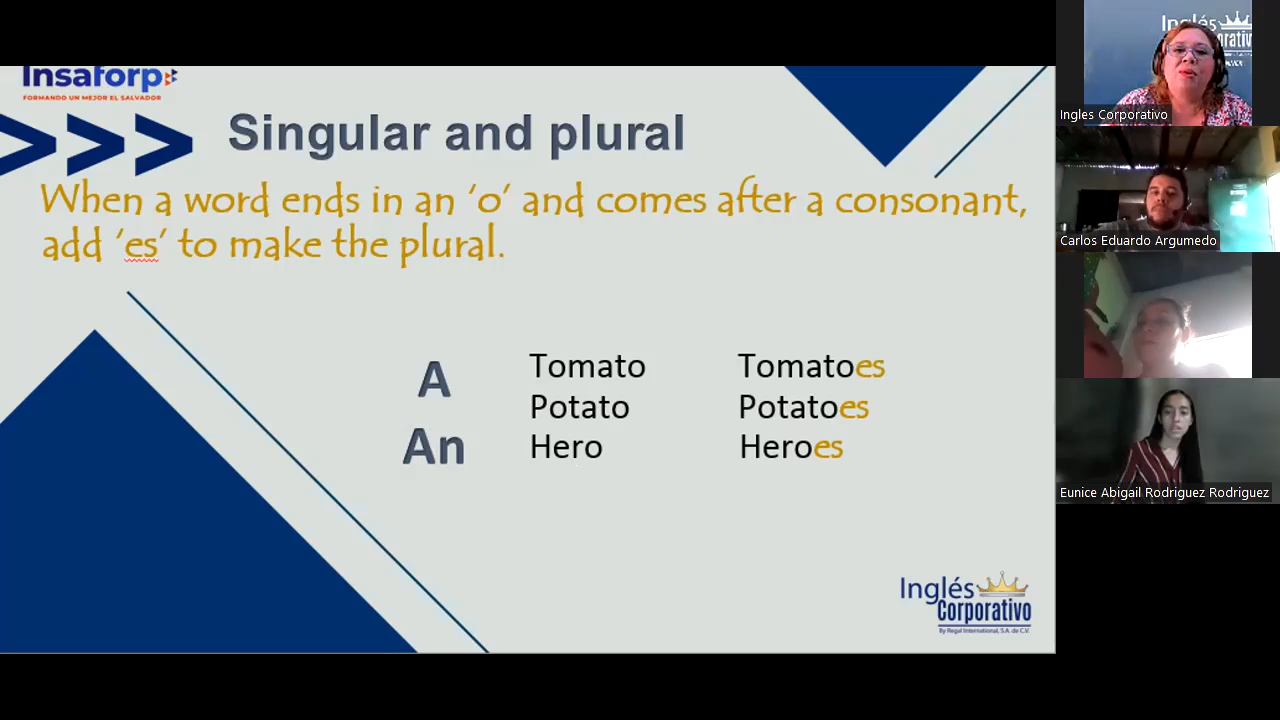 Insaforp
FORMANDO UN MEJOR EL SALVADOR
>>> Singular and plural
When a word ends in an ‘o’ and comes after a consonant,
add ‘es’ to make the plural.
A
An
Tomato Tomatoes
Potato Potatoes
Hero Heroes
Inglés
Corporativo
By Regal International, S.A. de C.V.
Inglés
Ingles Corporativo
Carlos Eduardo Argumedo
Eunice Abigail Rodriguez Rodriguez